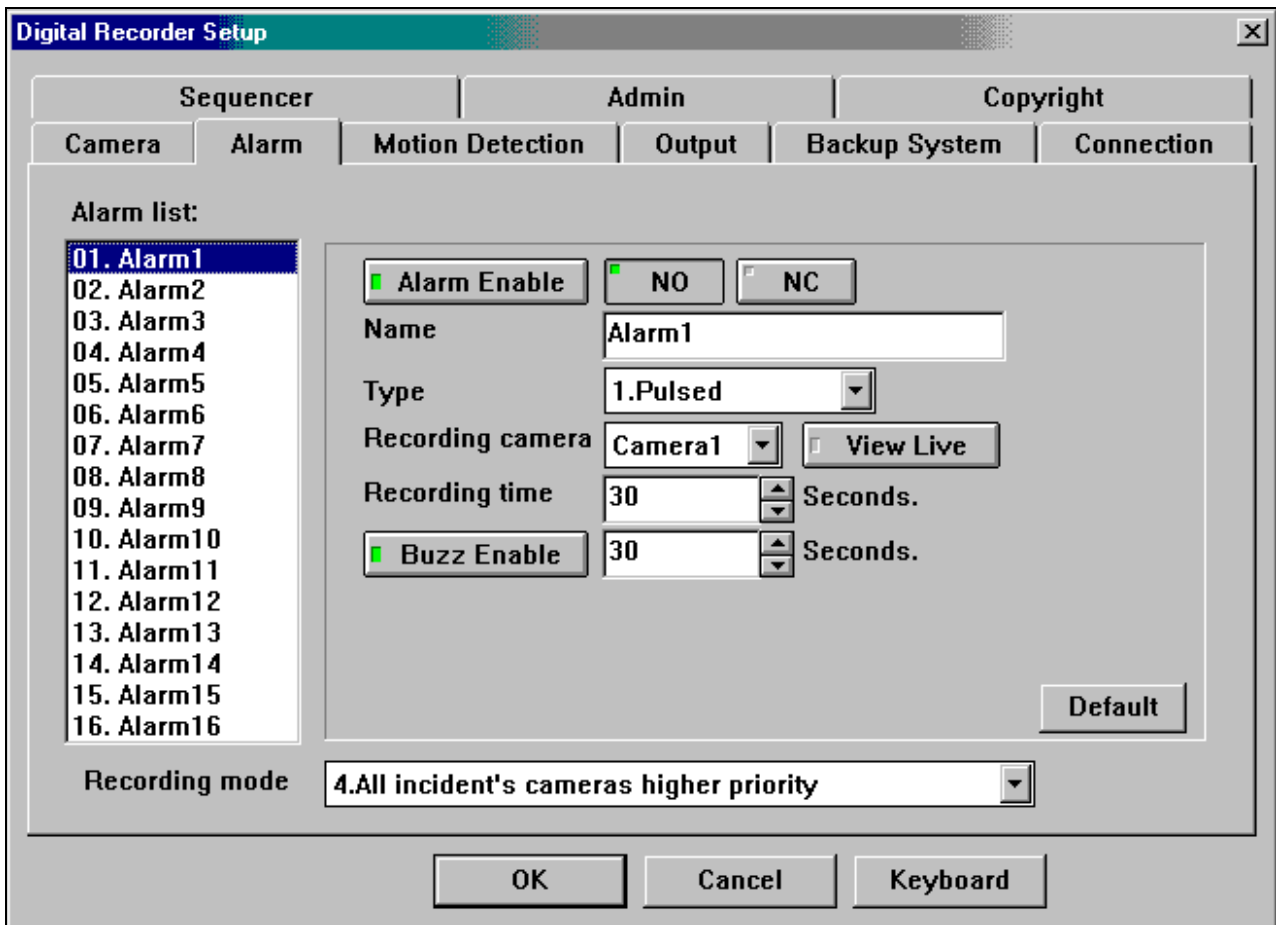 Digital Recorder Setup
Sequencer Admin Copyright
Camera Alarm Motion Detection Output Backup System Connection
Alarm list:
01. Alarm1
02. Alarm2
03. Alarm3
04. Alarm4
05. Alarm5
06. Alarm6
07. Alarm7
08. Alarm8
09. Alarm9
10. Alarm10
11. Alarm11
12. Alarm12
13. Alarm13
14. Alarm14
15. Alarm15
16. Alarm16
Alarm Enable NO NC
Name Alarm1
Type 1.Pulsed
Recording camera Camera1 View Live
Recording time 30 Seconds.
Buzz Enable 30 Seconds.
Default
Recording mode 4.All incident's cameras higher priority
OK Cancel Keyboard